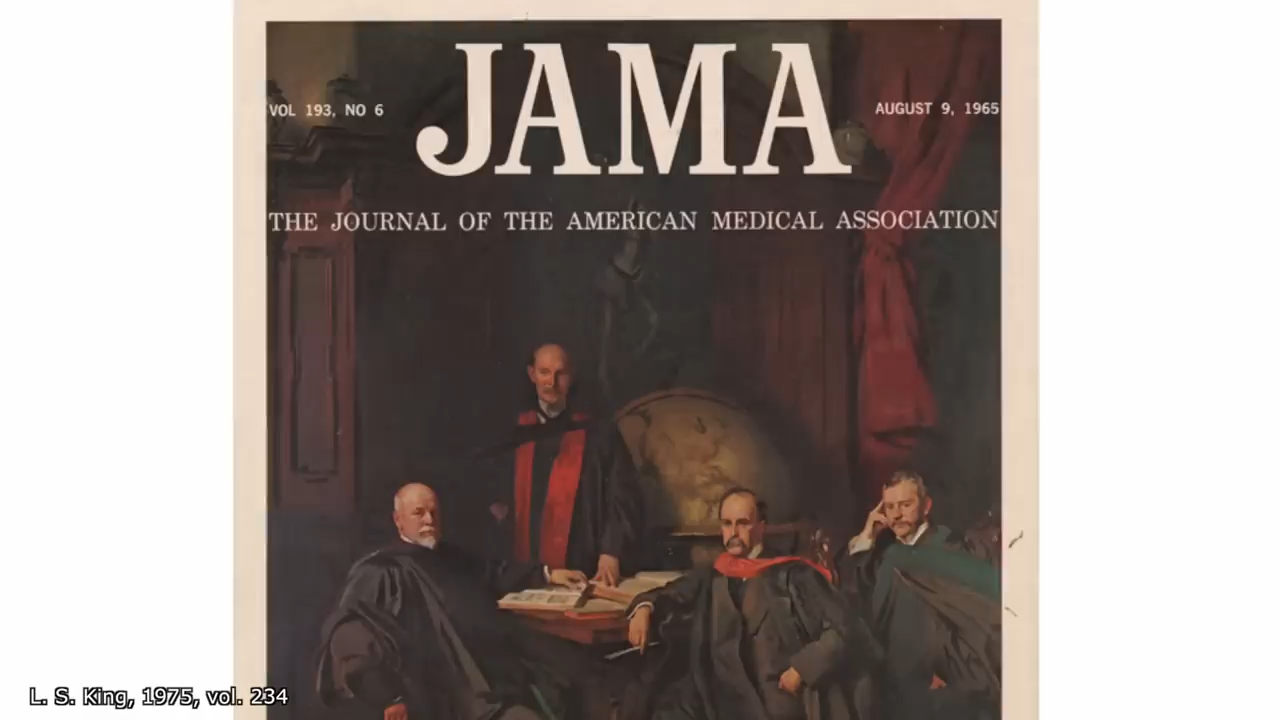 JAMA
VOL 193, NO 6
AUGUST 9, 1965
THE JOURNAL OF THE AMERICAN MEDICAL ASSOCIATION
L. S. King, 1975, vol. 234